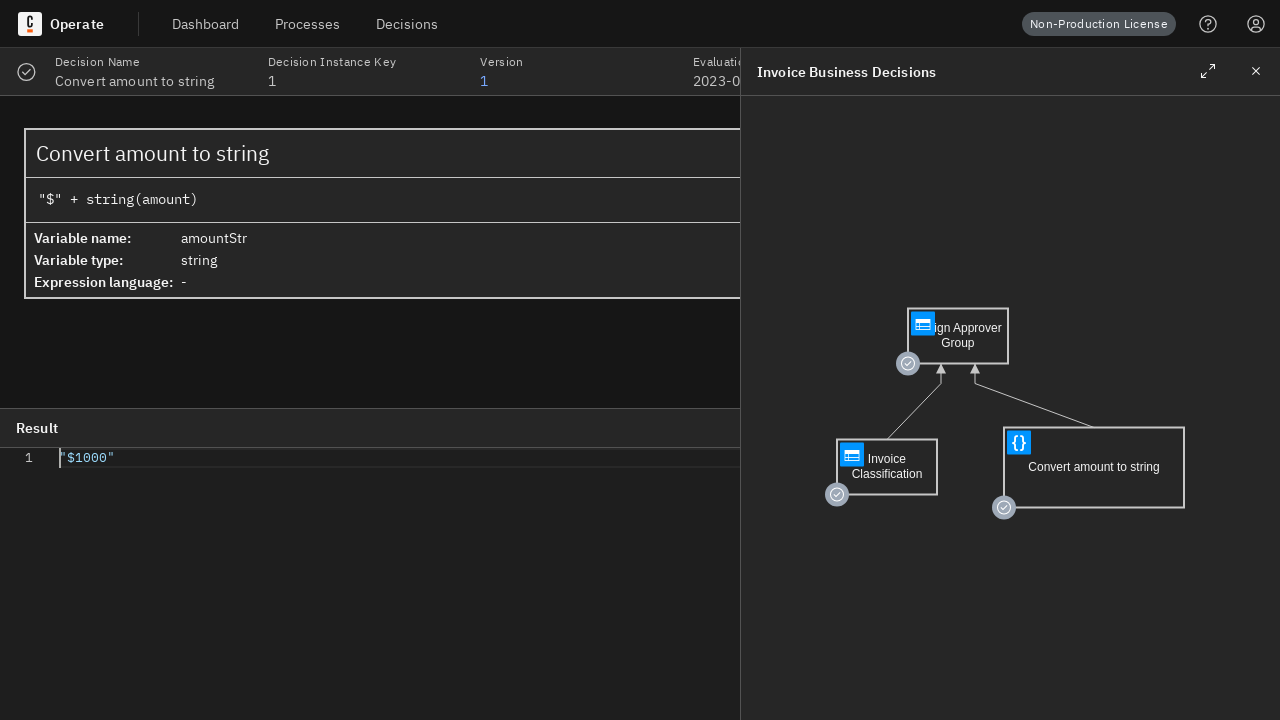 C Operate Dashboard Processes Decisions Non-Production License
Decision Name Decision Instance Key Version
Convert amount to string 1 1 2023-0
Invoice Business Decisions
Convert amount to string
"$" + string(amount)
Variable name: amountStr
Variable type: string
Expression language: -
Result
1 "$1000"
ign Approver
Group
Invoice
Classification
{}
Convert amount to string